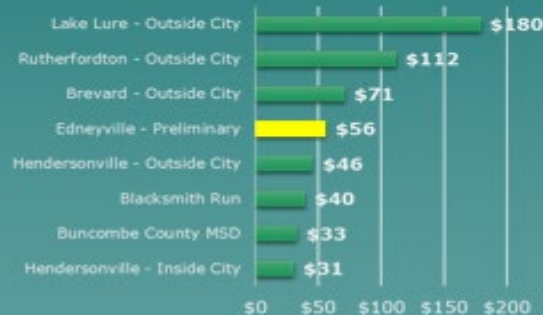 Lake Lure - Outside City $180
Rutherfordton - Outside City $112
Brevard - Outside City $71
Edneyville - Preliminary $56
Hendersonville - Outside City $46
Blacksmith Run $40
Buncombe County MSD $33
Hendersonville - Inside City $31
$0 $50 $100 $150 $200